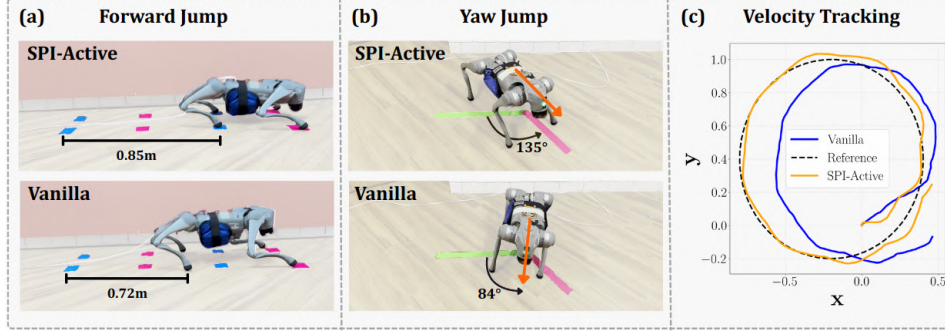 (a) Forward Jump
SPI-Active
0.85m
Vanilla
0.72m
(b) Yaw Jump
SPI-Active
135°
Vanilla
84°
(c) Velocity Tracking
1.0
0.8
0.6
0.4
0.2
0.0
−0.2
y
Vanilla
Reference
SPI-Active
−0.5 0.0 0.5
x